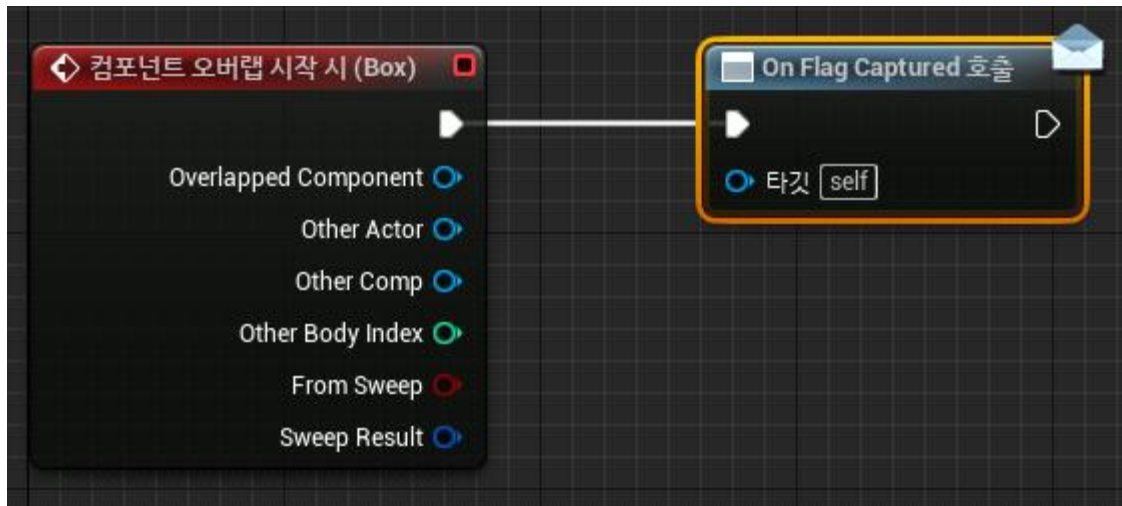 컴포넌트 오버랩 시작 시 (Box)
Overlapped Component
Other Actor
Other Comp
Other Body Index
From Sweep
Sweep Result
On Flag Captured 호출
타깃 self